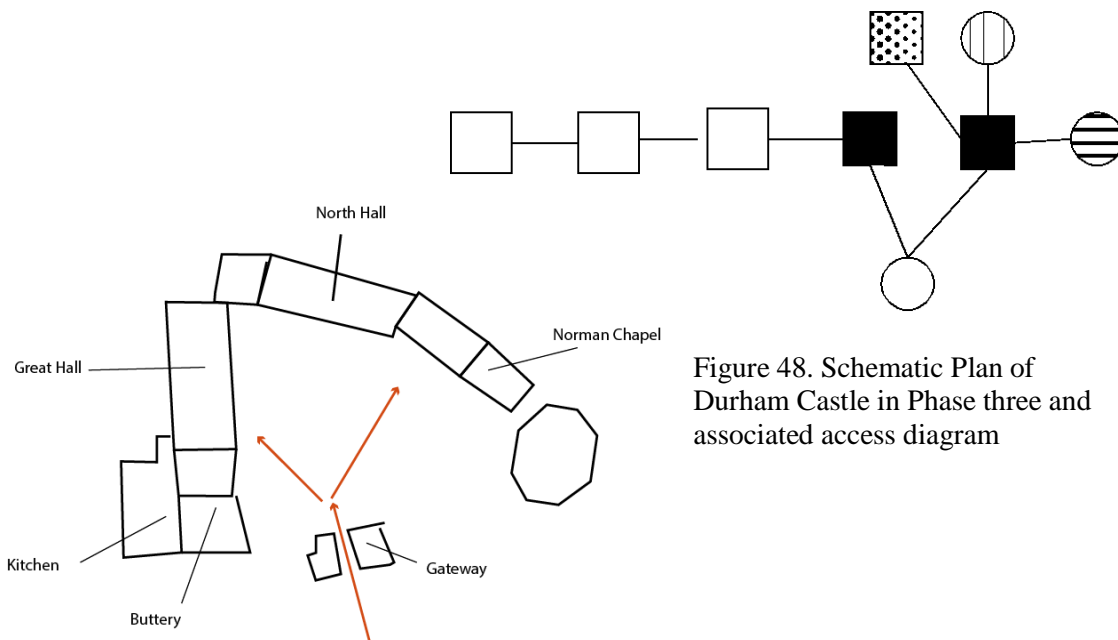 North Hall
Norman Chapel
Great Hall
Figure 48. Schematic Plan of
Durham Castle in Phase three and
associated access diagram
Kitchen
Gateway
Buttery